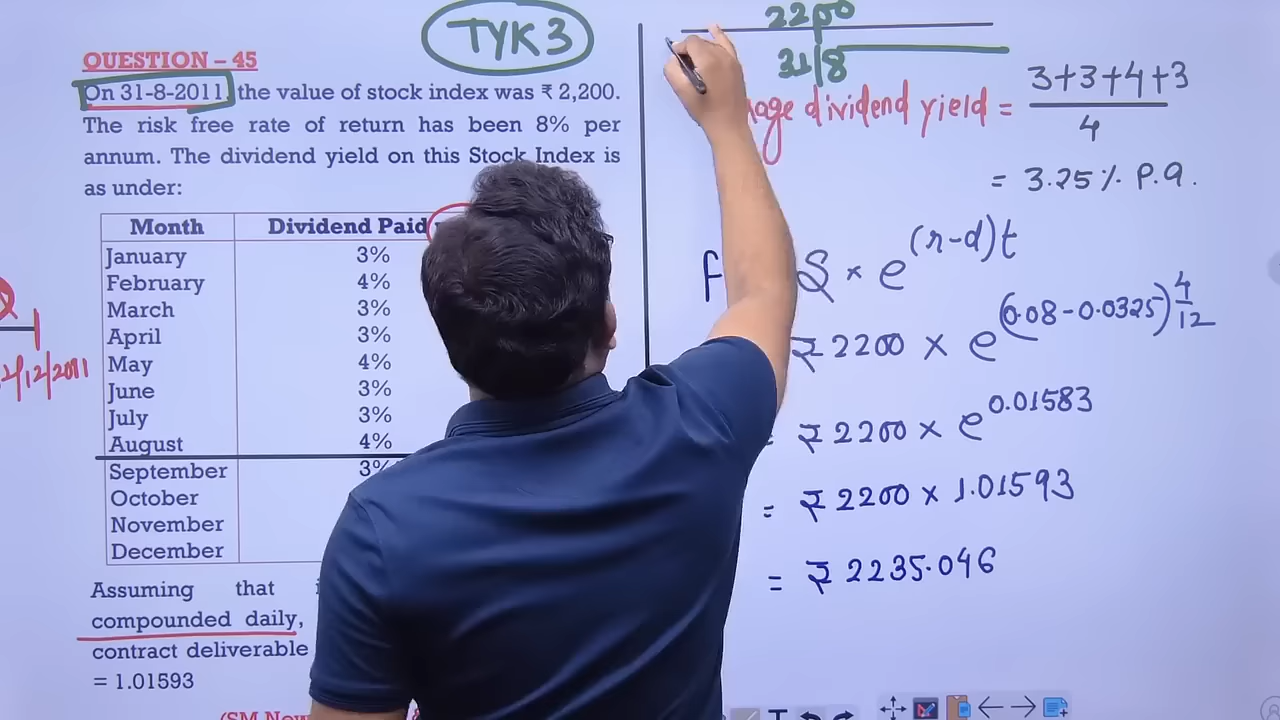 TYK 3
QUESTION – 45
On 31-8-2011, the value of stock index was ₹ 2,200.
The risk free rate of return has been 8% per
annum. The dividend yield on this Stock Index is
as under:
Month Dividend Paid
January 3%
February 4%
March 3%
April 3%
May 4%
June 3%
July 3%
August 4%
September 3%
October
November
December
Assuming that
compounded daily,
contract deliverable
= 1.01593
/12/2011
2200
31/8
dividend yield = 3+3+4+3
4
= 3.25% P.a.
F S × e^(r-d)t
₹ 2200 × e^(0.08-0.0325)4/12
= ₹ 2200 × e^0.01583
= ₹ 2200 × 1.01593
= ₹ 2235.046